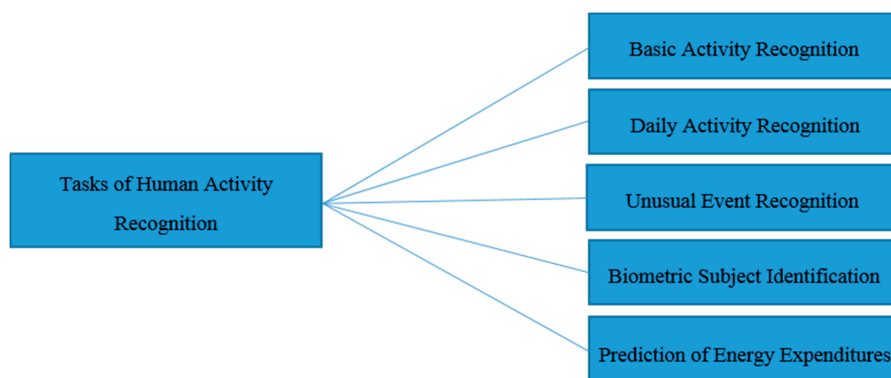 Basic Activity Recognition
Daily Activity Recognition
Tasks of Human Activity
Recognition
Unusual Event Recognition
Biometric Subject Identification
Prediction of Energy Expenditures